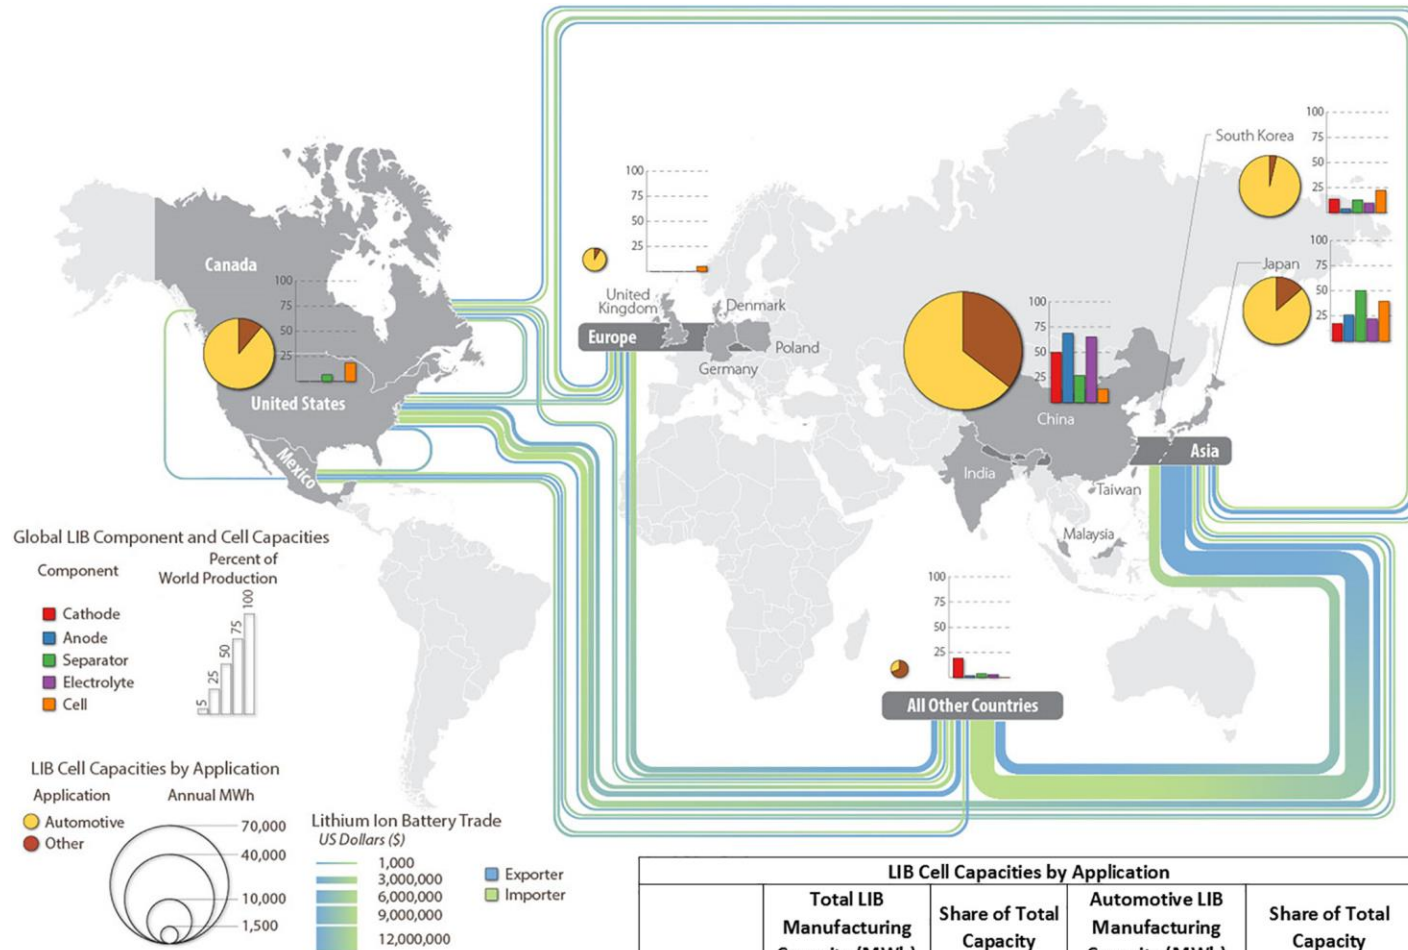 100
75
50
25
South Korea
100
75
50
25
Canada
100
75
50
25
United States
Mexico
United
Kingdom
Denmark
Europe
Poland
Germany
100
75
50
25
Japan
100
75
50
25
China
Asia
India
Taiwan
Malaysia
100
75
50
25
All Other Countries
Global LIB Component and Cell Capacities
Component
Percent of
World Production
Cathode
Anode
Separator
Electrolyte
Cell
5
25
50
75
100
LIB Cell Capacities by Application
Application Annual MWh
Automotive
Other
70,000
40,000
10,000
1,500
Lithium Ion Battery Trade
US Dollars ($)
1,000
3,000,000
6,000,000
9,000,000
12,000,000
Exporter
Importer
LIB Cell Capacities by Application
Total LIB
Manufacturing
Capacity (MWh)
Share of Total
Capacity
Automotive LIB
Manufacturing
Capacity (MWh)
Share of Total
Capacity